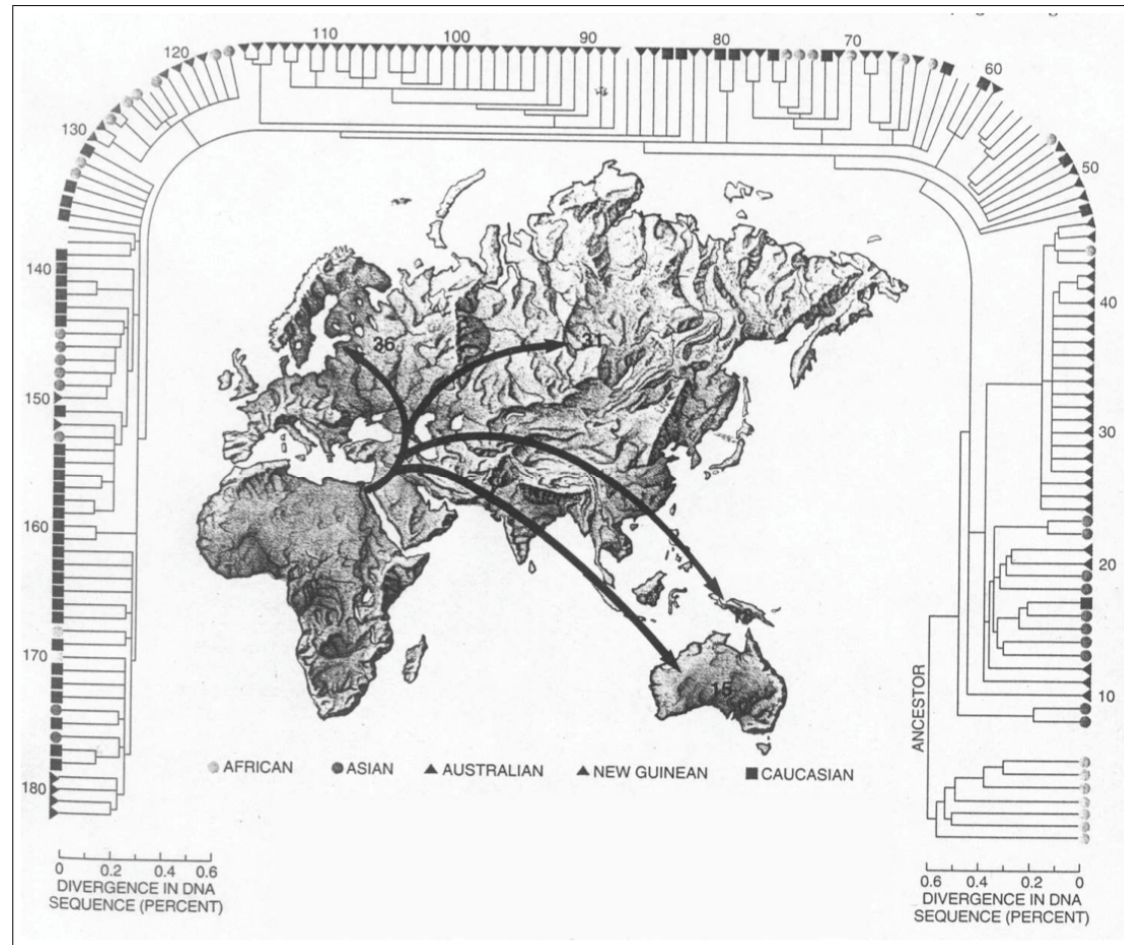 120
110
100
90
80
70
60
130
50
140
40
36
31
150
30
160
20
170
10
15
ANCESTOR
AFRICAN
ASIAN
AUSTRALIAN
NEW GUINEAN
CAUCASIAN
180
0 0.2 0.4 0.6
DIVERGENCE IN DNA
SEQUENCE (PERCENT)
0.6 0.4 0.2 0
DIVERGENCE IN DNA
SEQUENCE (PERCENT)